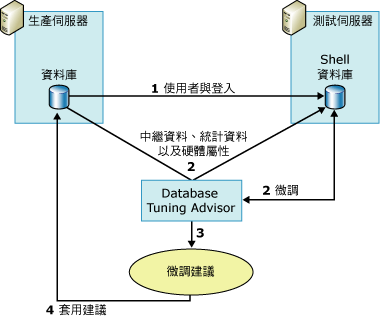 生產伺服器
測試伺服器
資料庫
Shell
資料庫
1 使用者與登入
中繼資料、統計資料
以及硬體屬性
2
2 微調
Database
Tuning Advisor
3
微調建議
4 套用建議